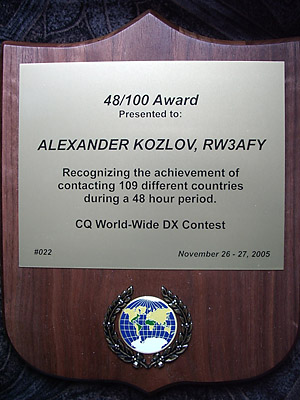 48/100 Award
Presented to:
ALEXANDER KOZLOV, RW3AFY
Recognizing the achievement of
contacting 109 different countries
during a 48 hour period.
CQ World-Wide DX Contest
#022 November 26 - 27, 2005